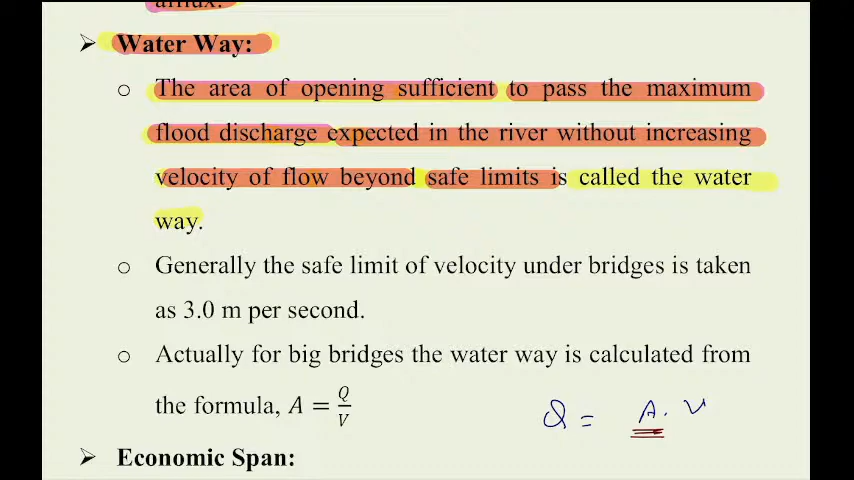 afflux.
➢ Water Way:
o The area of opening sufficient to pass the maximum
flood discharge expected in the river without increasing
velocity of flow beyond safe limits is called the water
way.
o Generally the safe limit of velocity under bridges is taken
as 3.0 m per second.
o Actually for big bridges the water way is calculated from
the formula, A = Q/V
Q = A. V
➢ Economic Span: